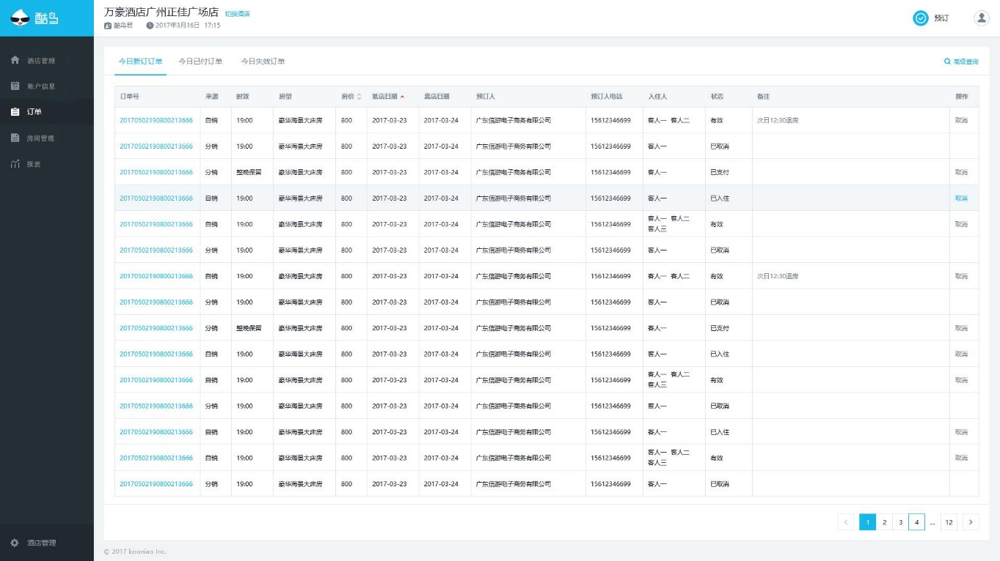 酷鸟
万豪酒店广州正佳广场店 切换酒店
酷鸟君 2017年3月16日 17:15
预订
酒店管理
账户信息
订单
房间管理
报表
酒店管理
今日新订订单 今日已付订单 今日失效订单
高级查询
订单号 来源 时效 房型 房价 抵店日期 离店日期 预订人 预订人电话 入住人 状态 备注 操作
20170502190800213666 自销 19:00 豪华海景大床房 800 2017-03-23 2017-03-24 广东信游电子商务有限公司 15612346699 客人一 客人二 有效 次日12:30退房 取消
20170502190800213666 分销 19:00 豪华海景大床房 800 2017-03-23 2017-03-24 广东信游电子商务有限公司 15612346699 客人一 已取消
20170502190800213666 分销 整晚保留 豪华海景大床房 800 2017-03-23 2017-03-24 广东信游电子商务有限公司 15612346699 客人一 已支付 取消
20170502190800213666 自销 19:00 豪华海景大床房 800 2017-03-23 2017-03-24 广东信游电子商务有限公司 15612346699 客人一 已入住 取消
20170502190800213666 自销 19:00 豪华海景大床房 800 2017-03-23 2017-03-24 广东信游电子商务有限公司 15612346699 客人一 客人二 客人三 有效 取消
20170502190800213666 分销 19:00 豪华海景大床房 800 2017-03-23 2017-03-24 广东信游电子商务有限公司 15612346699 客人一 已取消
20170502190800213666 自销 19:00 豪华海景大床房 800 2017-03-23 2017-03-24 广东信游电子商务有限公司 15612346699 客人一 客人二 有效 次日12:30退房 取消
20170502190800213666 分销 19:00 豪华海景大床房 800 2017-03-23 2017-03-24 广东信游电子商务有限公司 15612346699 客人一 已取消
20170502190800213666 分销 整晚保留 豪华海景大床房 800 2017-03-23 2017-03-24 广东信游电子商务有限公司 15612346699 客人一 已支付 取消
20170502190800213666 自销 19:00 豪华海景大床房 800 2017-03-23 2017-03-24 广东信游电子商务有限公司 15612346699 客人一 已入住 取消
20170502190800213666 自销 19:00 豪华海景大床房 800 2017-03-23 2017-03-24 广东信游电子商务有限公司 15612346699 客人一 客人二 客人三 有效 取消
20170502190800213666 分销 19:00 豪华海景大床房 800 2017-03-23 2017-03-24 广东信游电子商务有限公司 15612346699 客人一 已取消
20170502190800213666 自销 19:00 豪华海景大床房 800 2017-03-23 2017-03-24 广东信游电子商务有限公司 15612346699 客人一 已入住 取消
20170502190800213666 自销 19:00 豪华海景大床房 800 2017-03-23 2017-03-24 广东信游电子商务有限公司 15612346699 客人一 客人二 客人三 有效 取消
20170502190800213666 分销 19:00 豪华海景大床房 800 2017-03-23 2017-03-24 广东信游电子商务有限公司 15612346699 客人一 已取消
1 2 3 4 ... 12
© 2017 kooniao Inc.